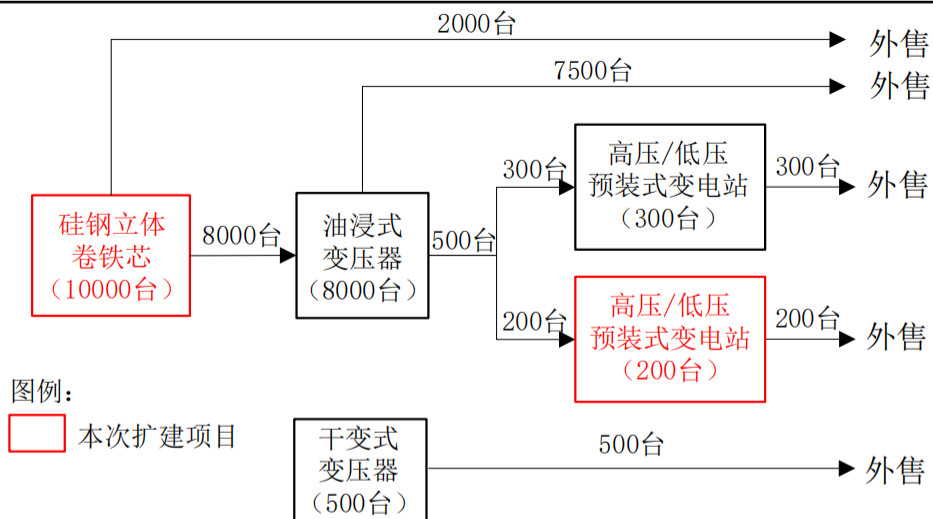 2000台
外售
7500台
外售
高压/低压
预装式变电站
（300台）
300台
300台
外售
硅钢立体
卷铁芯
（10000台）
8000台
油浸式
变压器
（8000台）
500台
高压/低压
预装式变电站
（200台）
200台
200台
外售
图例：
本次扩建项目
干变式
变压器
（500台）
500台
外售